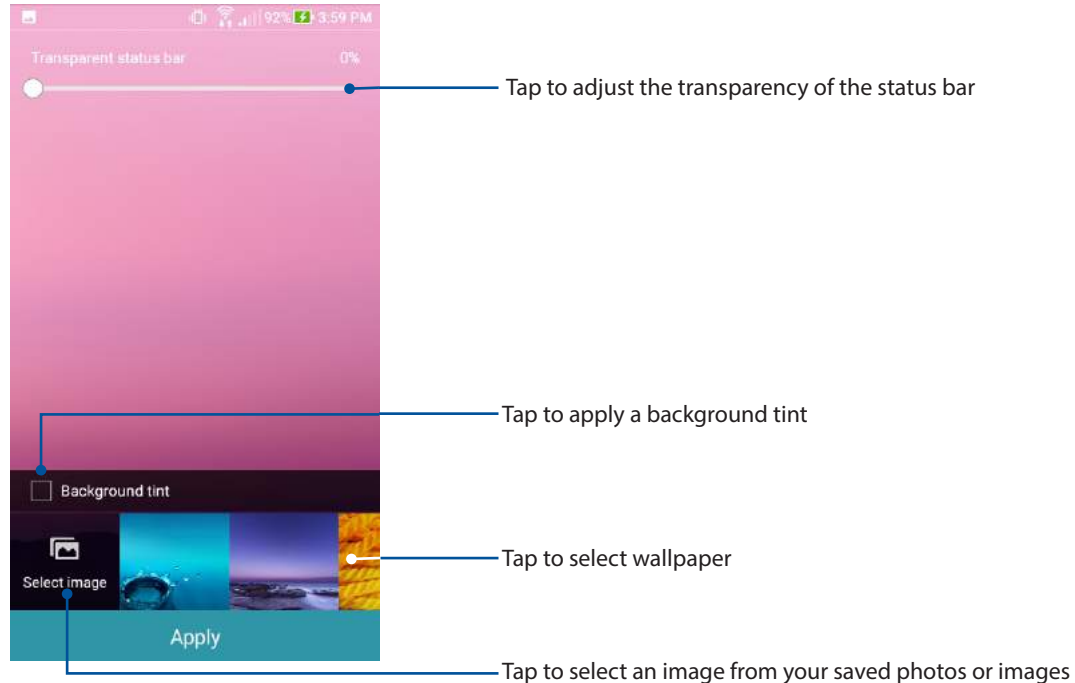 92% 3:59 PM
Transparent status bar 0%
Tap to adjust the transparency of the status bar
Tap to apply a background tint
Background tint
Tap to select wallpaper
Select image
Apply
Tap to select an image from your saved photos or images